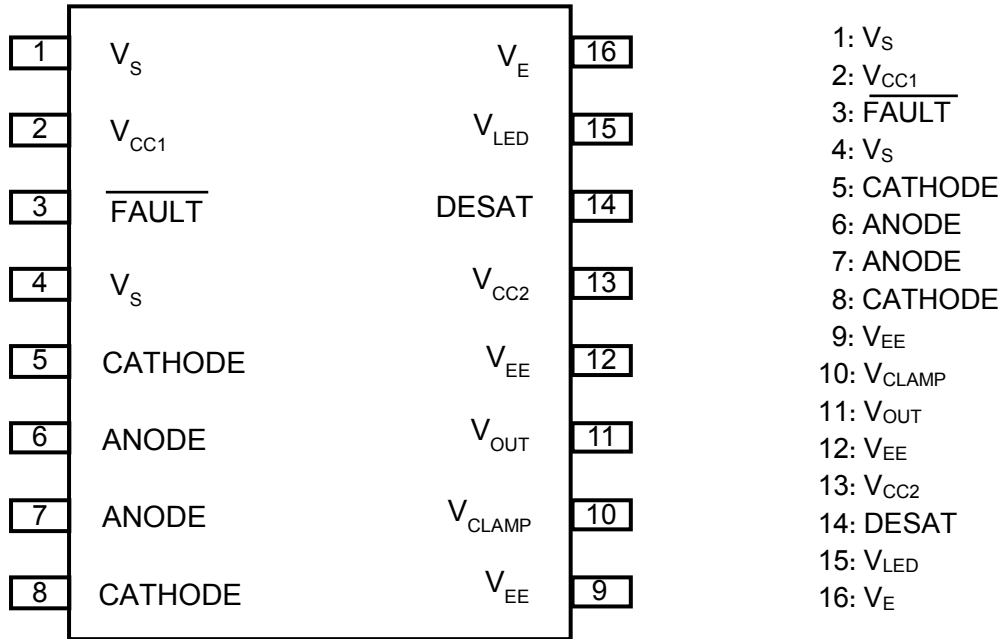 1 V_S V_E 16
2 V_CC1 V_LED 15
3 F̅A̅U̅L̅T̅ DESAT 14
4 V_S V_CC2 13
5 CATHODE V_EE 12
6 ANODE V_OUT 11
7 ANODE V_CLAMP 10
8 CATHODE V_EE 9
1: V_S
2: V_CC1
3: F̅A̅U̅L̅T̅
4: V_S
5: CATHODE
6: ANODE
7: ANODE
8: CATHODE
9: V_EE
10: V_CLAMP
11: V_OUT
12: V_EE
13: V_CC2
14: DESAT
15: V_LED
16: V_E